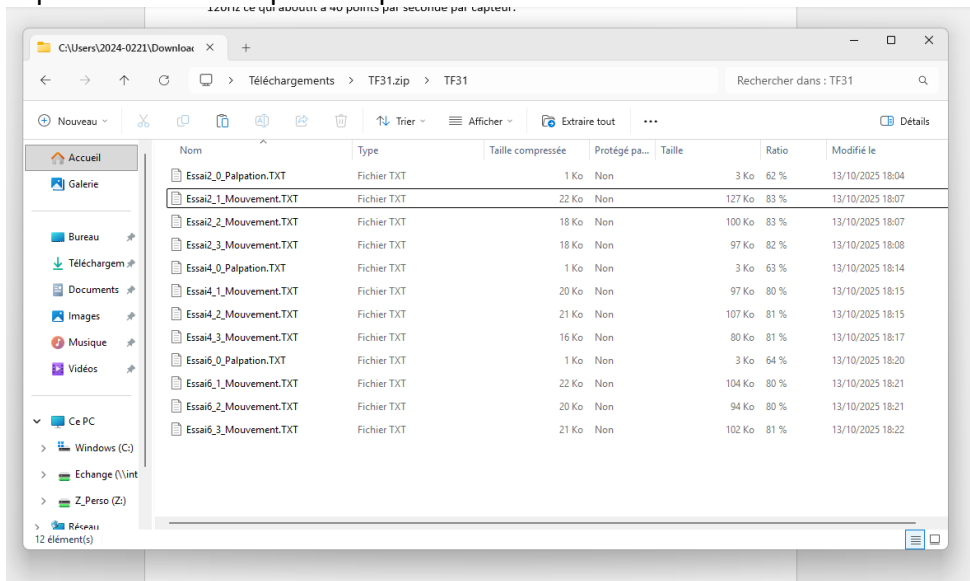 120Hz ce qui aboutit à 40 points par seconde par capteur.
C:\Users\2024-0221\Downloac
Téléchargements > TF31.zip > TF31
Rechercher dans : TF31
Nouveau
Trier
Afficher
Extraire tout
Détails
Nom Type Taille compressée Protégé pa... Taille Ratio Modifié le
Accueil
Galerie
Bureau
Téléchargem
Documents
Images
Musique
Vidéos
Ce PC
Windows (C:)
Echange (\\int
Z_Perso (Z:)
Réseau
Essai2_0_Palpation.TXT Fichier TXT 1 Ko Non 3 Ko 62 % 13/10/2025 18:04
Essai2_1_Mouvement.TXT Fichier TXT 22 Ko Non 127 Ko 83 % 13/10/2025 18:07
Essai2_2_Mouvement.TXT Fichier TXT 18 Ko Non 100 Ko 83 % 13/10/2025 18:07
Essai2_3_Mouvement.TXT Fichier TXT 18 Ko Non 97 Ko 82 % 13/10/2025 18:08
Essai4_0_Palpation.TXT Fichier TXT 1 Ko Non 3 Ko 63 % 13/10/2025 18:14
Essai4_1_Mouvement.TXT Fichier TXT 20 Ko Non 97 Ko 80 % 13/10/2025 18:15
Essai4_2_Mouvement.TXT Fichier TXT 21 Ko Non 107 Ko 81 % 13/10/2025 18:15
Essai4_3_Mouvement.TXT Fichier TXT 16 Ko Non 80 Ko 81 % 13/10/2025 18:17
Essai6_0_Palpation.TXT Fichier TXT 1 Ko Non 3 Ko 64 % 13/10/2025 18:20
Essai6_1_Mouvement.TXT Fichier TXT 22 Ko Non 104 Ko 80 % 13/10/2025 18:21
Essai6_2_Mouvement.TXT Fichier TXT 20 Ko Non 94 Ko 80 % 13/10/2025 18:21
Essai6_3_Mouvement.TXT Fichier TXT 21 Ko Non 102 Ko 81 % 13/10/2025 18:22
12 élément(s)